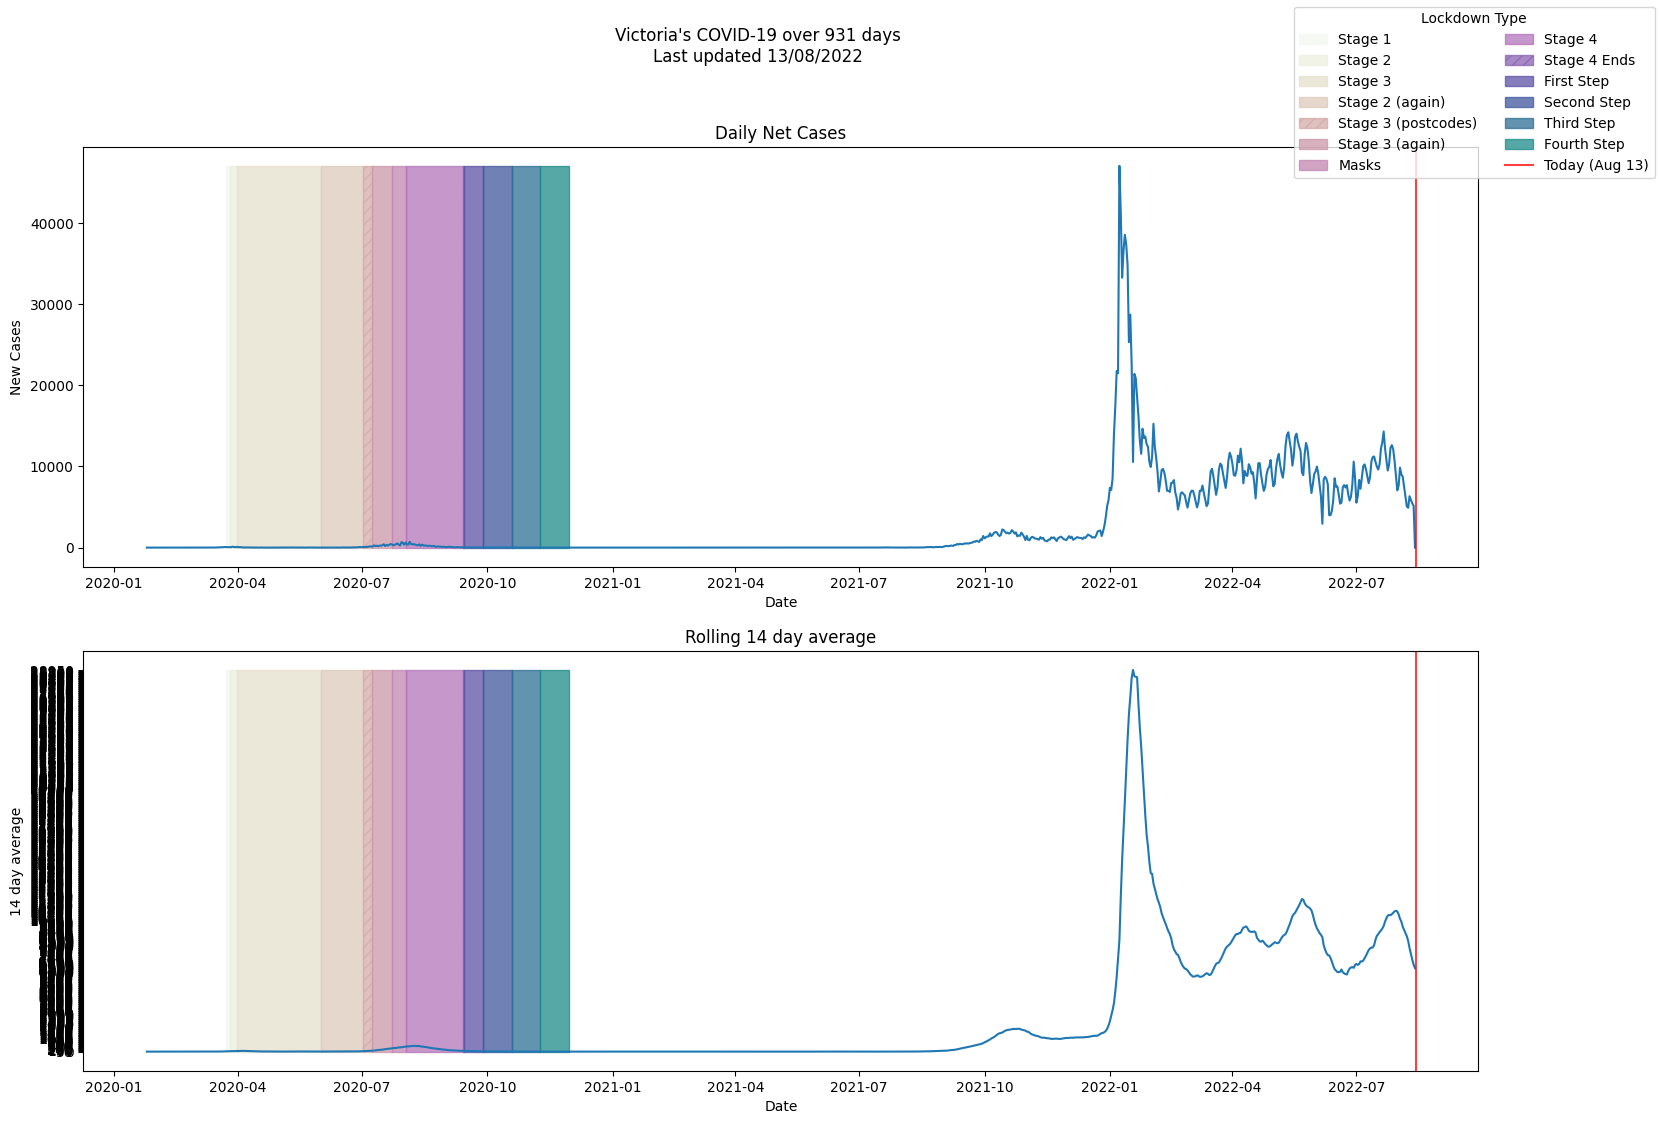 Victoria's COVID-19 over 931 days
Last updated 13/08/2022
Lockdown Type
Stage 1
Stage 2
Stage 3
Stage 2 (again)
Stage 3 (postcodes)
Stage 3 (again)
Masks
Stage 4
Stage 4 Ends
First Step
Second Step
Third Step
Fourth Step
Today (Aug 13)
Daily Net Cases
New Cases
40000
30000
20000
10000
0
2020-01 2020-04 2020-07 2020-10 2021-01 2021-04 2021-07 2021-10 2022-01 2022-04 2022-07
Date
Rolling 14 day average
14 day average
2020-01 2020-04 2020-07 2020-10 2021-01 2021-04 2021-07 2021-10 2022-01 2022-04 2022-07
Date